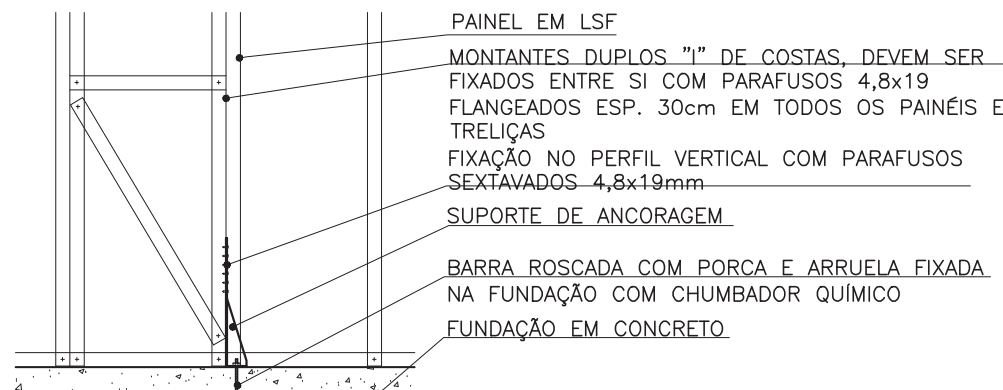 PAINEL EM LSF
MONTANTES DUPLOS "I" DE COSTAS, DEVEM SER
FIXADOS ENTRE SI COM PARAFUSOS 4,8x19
FLANGEADOS ESP. 30cm EM TODOS OS PAINÉIS E
TRELIÇAS
FIXAÇÃO NO PERFIL VERTICAL COM PARAFUSOS
SEXTAVADOS 4,8x19mm
SUPORTE DE ANCORAGEM
BARRA ROSCADA COM PORCA E ARRUELA FIXADA
NA FUNDAÇÃO COM CHUMBADOR QUÍMICO
FUNDAÇÃO EM CONCRETO